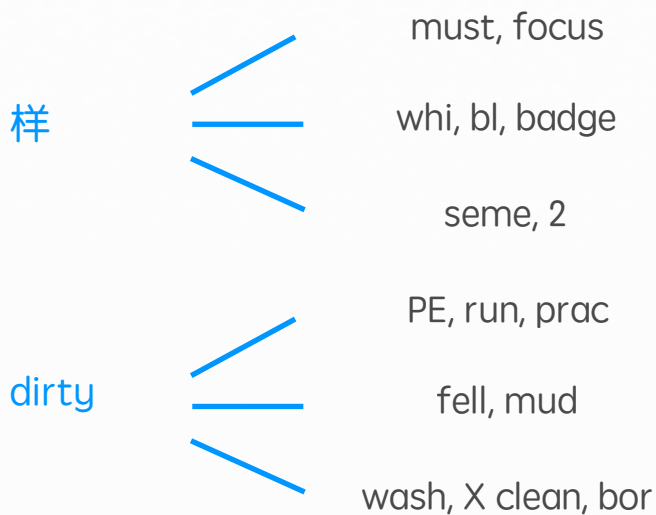 样
must, focus
whi, bl, badge
seme, 2
dirty
PE, run, prac
fell, mud
wash, X clean, bor